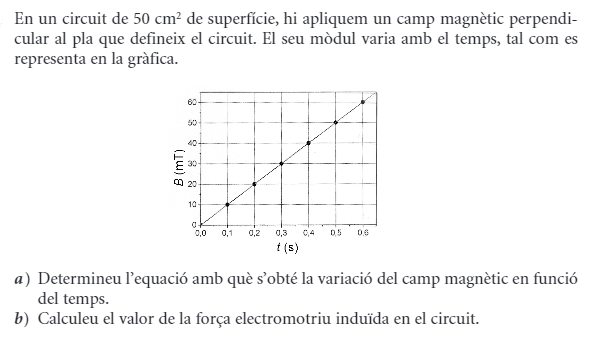 En un circuit de 50 cm² de superfície, hi apliquem un camp magnètic perpendi-
cular al pla que defineix el circuit. El seu mòdul varia amb el temps, tal com es
representa en la gràfica.
60
50
40
30
20
10
0
B (mT)
0,0 0,1 0,2 0,3 0,4 0,5 0,6
t (s)
a) Determineu l'equació amb què s'obté la variació del camp magnètic en funció
del temps.
b) Calculeu el valor de la força electromotriu induïda en el circuit.